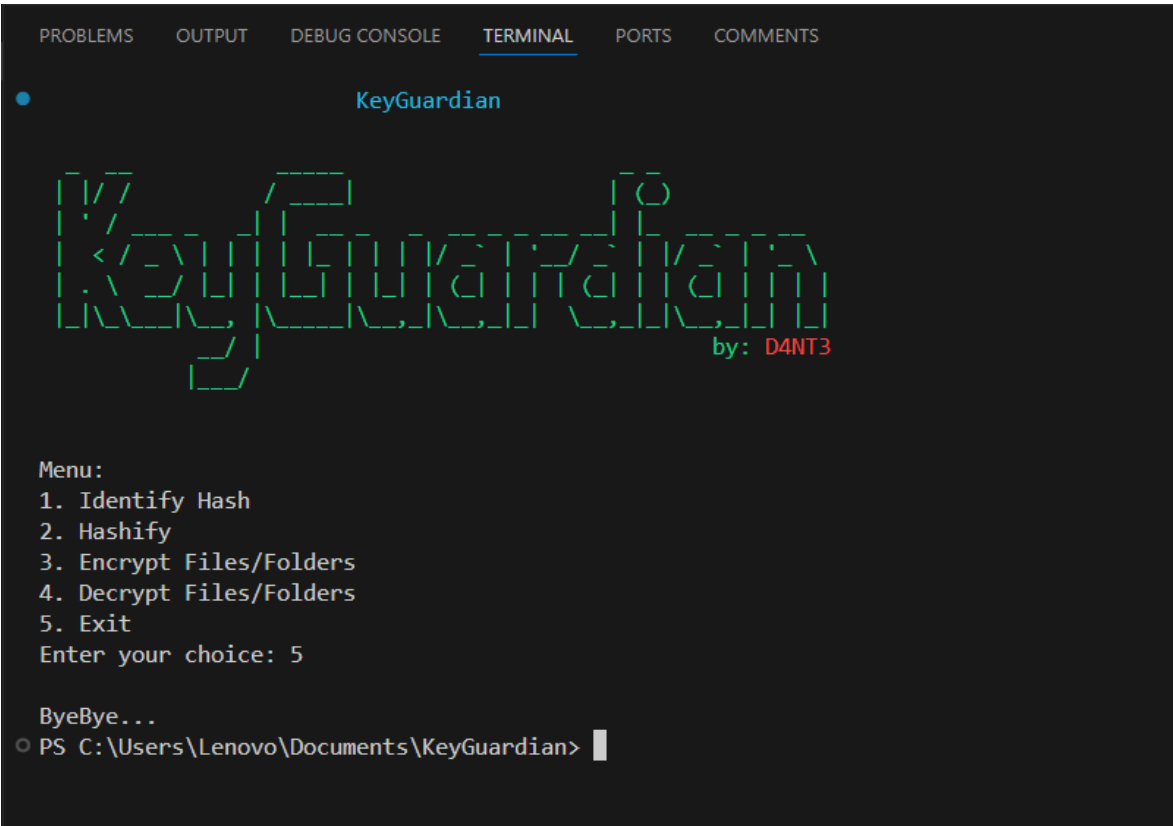 PROBLEMS OUTPUT DEBUG CONSOLE TERMINAL PORTS COMMENTS
KeyGuardian
KeyGuardian
by: D4NT3
Menu:
1. Identify Hash
2. Hashify
3. Encrypt Files/Folders
4. Decrypt Files/Folders
5. Exit
Enter your choice: 5
ByeBye...
PS C:\Users\Lenovo\Documents\KeyGuardian>